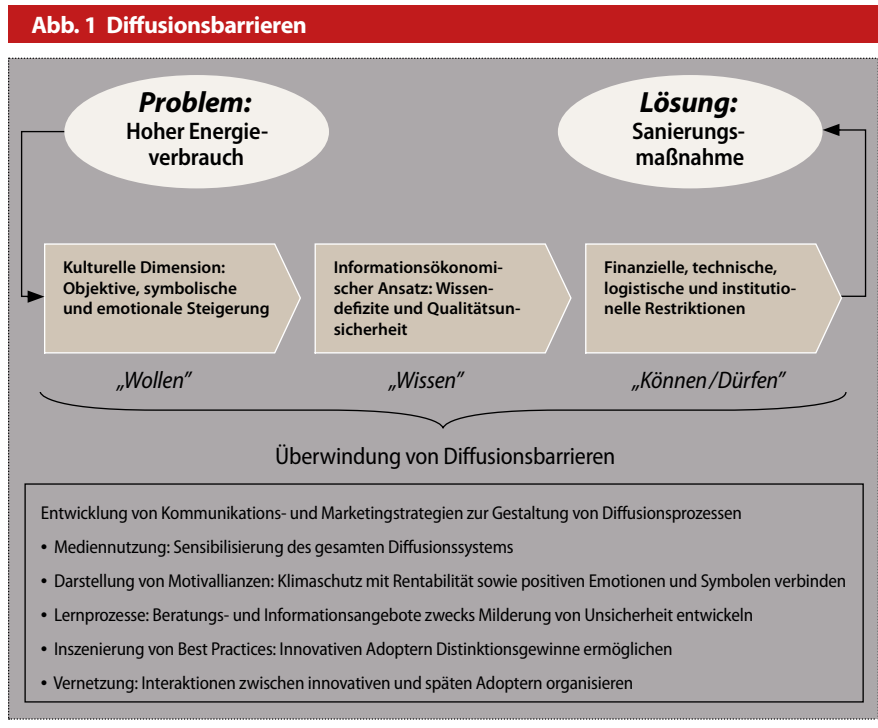 Abb. 1 Diffusionsbarrieren
Problem:
Hoher Energie-
verbrauch
Lösung:
Sanierungs-
maßnahme
Kulturelle Dimension:
Objektive, symbolische
und emotionale Steigerung
Informationsökonomi-
scher Ansatz: Wissen-
defizite und Qualitätsun-
sicherheit
Finanzielle, technische,
logistische und institutio-
nelle Restriktionen
„Wollen”
„Wissen”
„Können/Dürfen”
Überwindung von Diffusionsbarrieren
Entwicklung von Kommunikations- und Marketingstrategien zur Gestaltung von Diffusionsprozessen
• Mediennutzung: Sensibilisierung des gesamten Diffusionssystems
• Darstellung von Motivallianzen: Klimaschutz mit Rentabilität sowie positiven Emotionen und Symbolen verbinden
• Lernprozesse: Beratungs- und Informationsangebote zwecks Milderung von Unsicherheit entwickeln
• Inszenierung von Best Practices: Innovativen Adoptern Distinktionsgewinne ermöglichen
• Vernetzung: Interaktionen zwischen innovativen und späten Adoptern organisieren